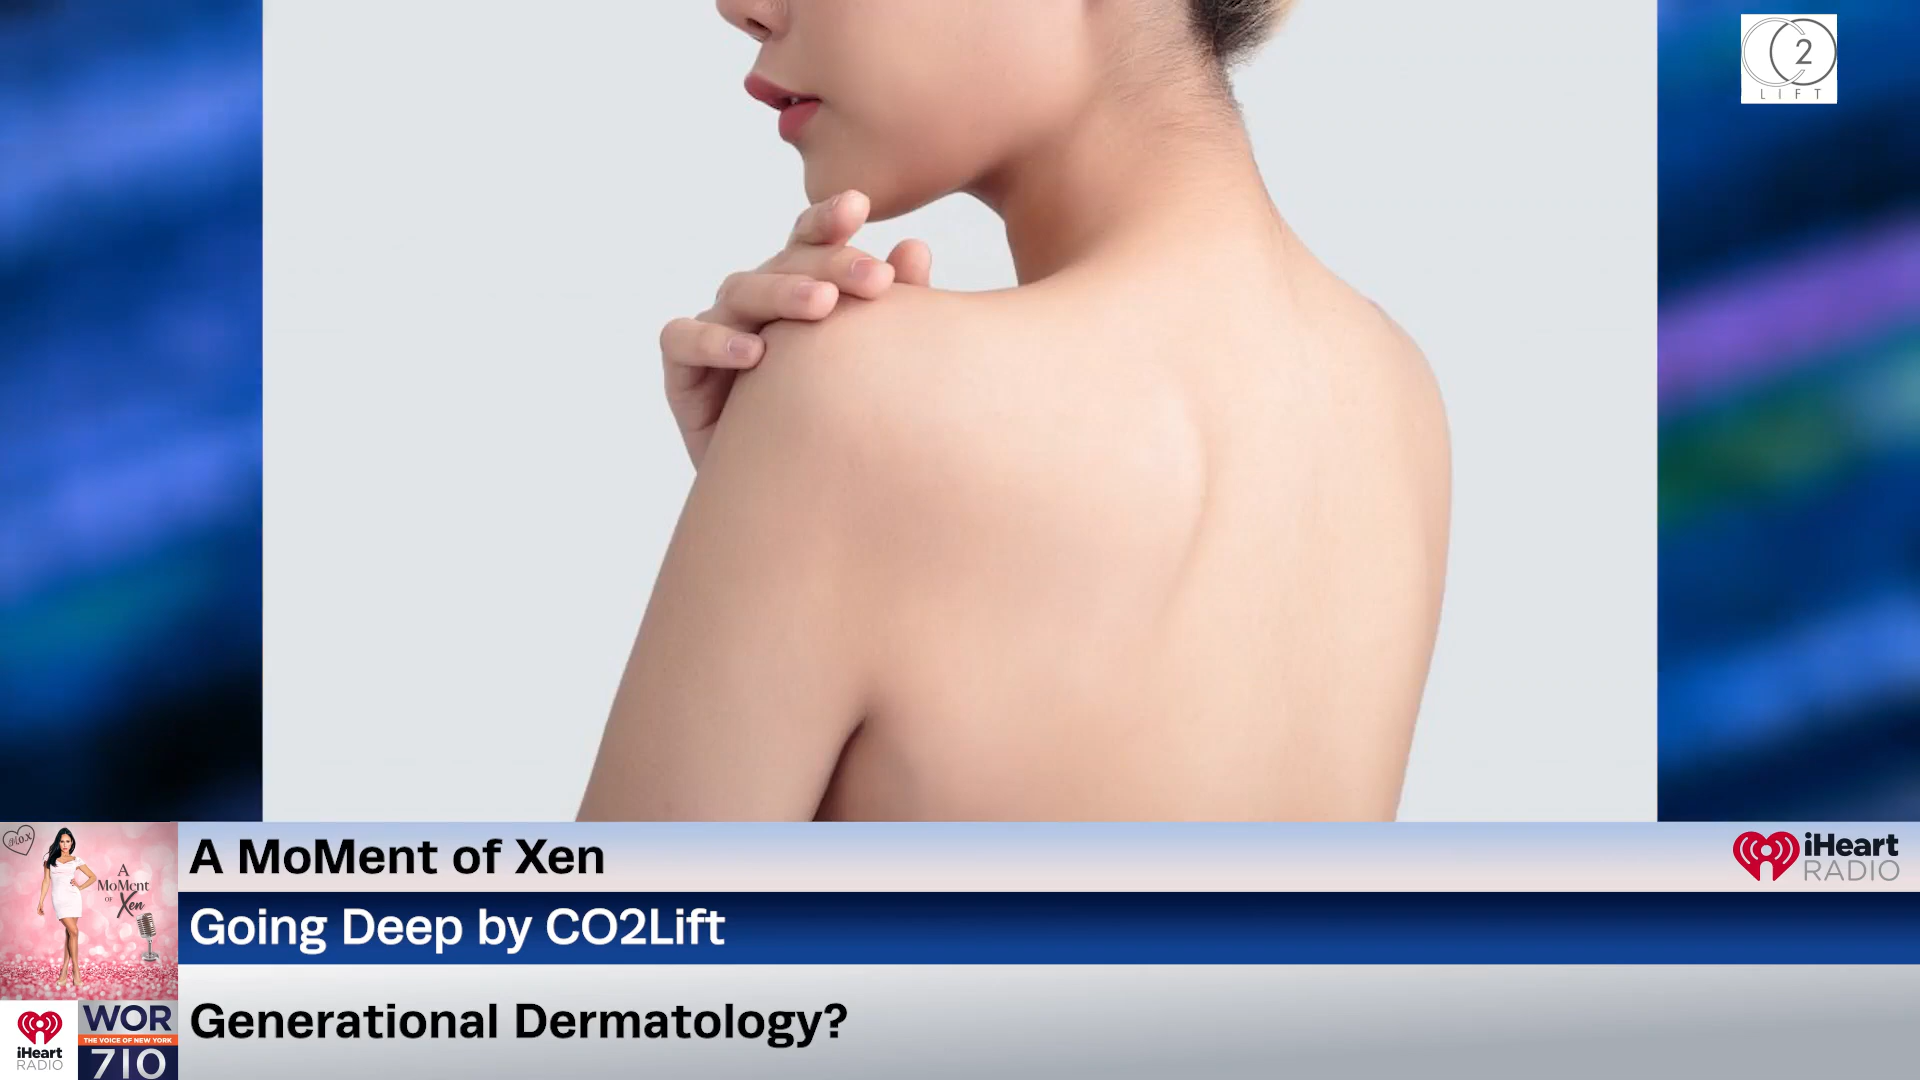 CO2
LIFT
A MoMent of Xen
iHeart
RADIO
Going Deep by CO2Lift
Generational Dermatology?
M.O.X
A
MoMent
OF Xen
iHeart
RADIO
WOR
THE VOICE OF NEW YORK
710